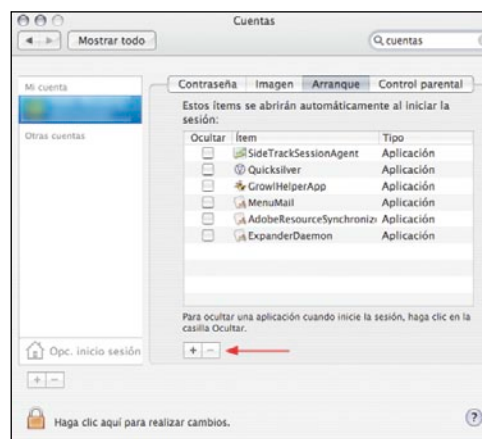 Cuentas
Mostrar todo
cuentas
Mi cuenta
Otras cuentas
Opc. inicio sesión
Contraseña Imagen Arranque Control parental
Estos ítems se abrirán automáticamente al iniciar la
sesión:
Ocultar Ítem Tipo
SideTrackSessionAgent Aplicación
Quicksilver Aplicación
GrowlHelperApp Aplicación
MenuMail Aplicación
AdobeResourceSynchroniz Aplicación
ExpanderDaemon Aplicación
Para ocultar una aplicación cuando inicie la sesión, haga clic en la
casilla Ocultar.
+ −
+ −
Haga clic aquí para realizar cambios.
?